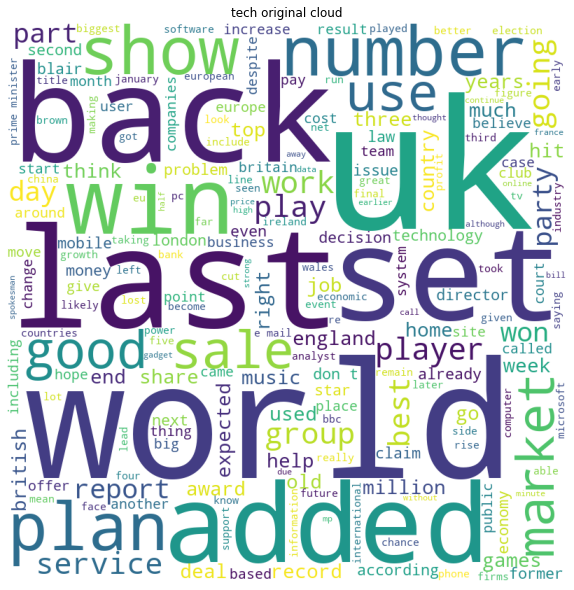 tech original cloud
part
biggest
software
increase
result
played
better
election
early
second
show
despite
number
figure
going
prime minister
blair
title
month
january
european
pay
run
use
years
brown
making
got
user
companies
look
include
europe
cost
net
three
thought
continue
much
believe
france
third
back
top
away
data
law
team
uk
country
profit
hit
start
think
problem
britain
issue
case
china
eu
half
pc
line
price
great
club
day
win
work
seen
high
final
online
tv
party
industry
around
far
play
ireland
earlier
although
mobile
london
even
decision
technology
move
growth
taking
business
bank
wales
took
bill
spokesman
change
money
left
last
cut
strong
right
set
system
director
court
saying
give
point
job
economic
likely
lost
become
event
call
given
countries
power
e mail
re
home
site
won
good
five
gadget
sale
england
player
called
including
hope
end
share
came
analyst
don t
remain
already
later
week
lot
music
star
computer
microsoft
world
next
used
place
best
go
side
rise
thing
expected
group
bbc
claim
big
lead
really
british
help
due
able
market
offer
report
four
award
old
million
economy
public
mean
face
another
know
future
without
minute
plan
added
support
information
mp
international
chance
games
service
deal
based
record
according
phone
firms
former